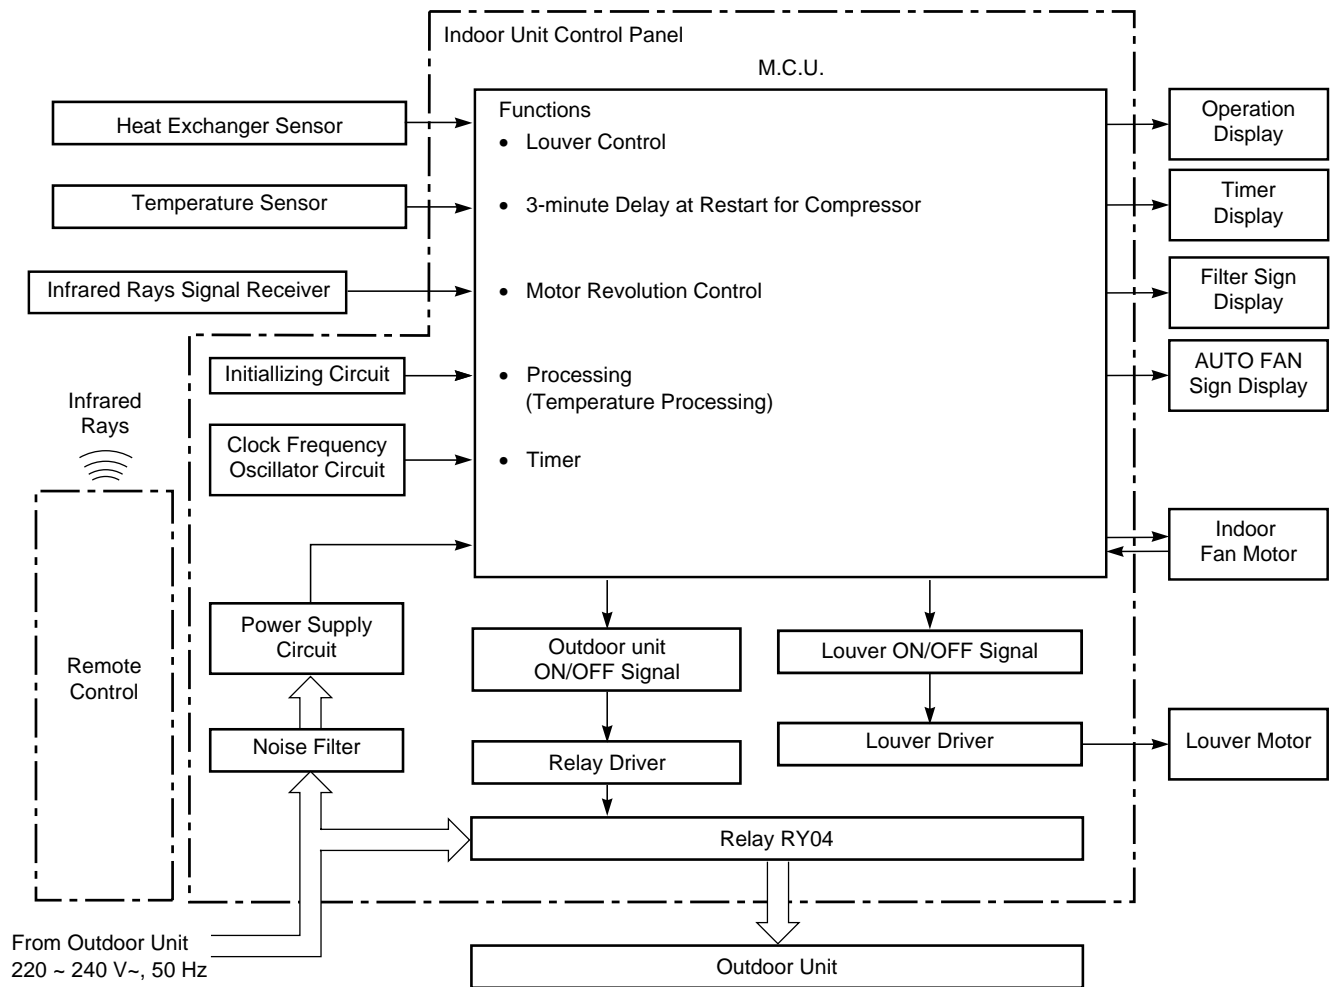 Indoor Unit Control Panel
M.C.U.
Heat Exchanger Sensor
Temperature Sensor
Infrared Rays Signal Receiver
Initiallizing Circuit
Clock Frequency
Oscillator Circuit
Functions
• Louver Control
• 3-minute Delay at Restart for Compressor
• Motor Revolution Control
• Processing
(Temperature Processing)
• Timer
Operation
Display
Timer
Display
Filter Sign
Display
AUTO FAN
Sign Display
Indoor
Fan Motor
Infrared
Rays
Remote
Control
Power Supply
Circuit
Noise Filter
Outdoor unit
ON/OFF Signal
Relay Driver
Louver ON/OFF Signal
Louver Driver
Louver Motor
Relay RY04
From Outdoor Unit
220 ~ 240 V~, 50 Hz
Outdoor Unit